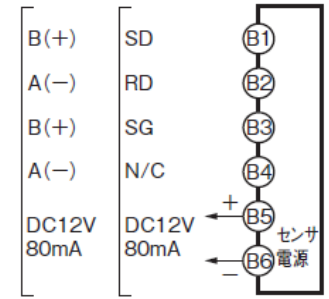 B(+) SD B1
A(−) RD B2
B(+) SG B3
A(−) N/C B4
DC12V 80mA DC12V 80mA + B5
− B6
センサ
電源